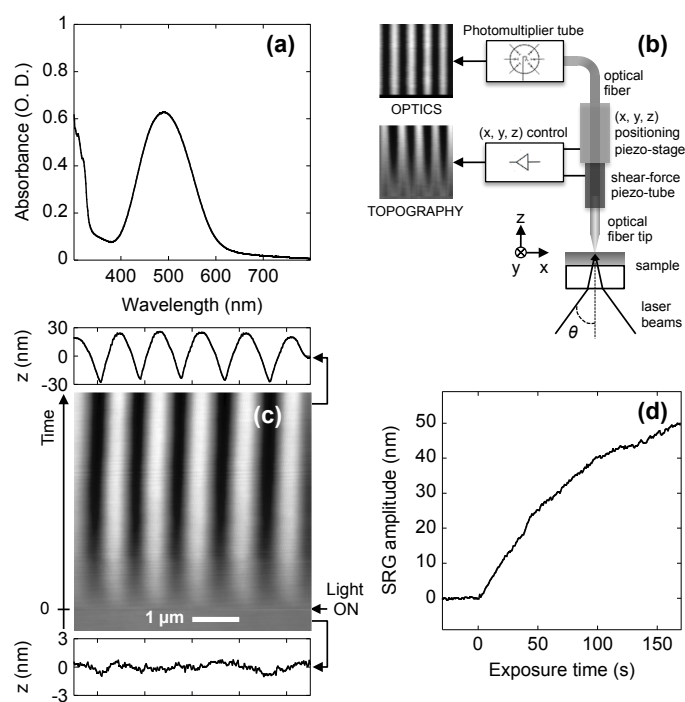 (a)
Absorbance (O. D.)
1
0.8
0.6
0.4
0.2
0
400 500 600 700
Wavelength (nm)
(b)
Photomultiplier tube
OPTICS
optical
fiber
(x, y, z)
positioning
piezo-stage
(x, y, z) control
shear-force
piezo-tube
TOPOGRAPHY
optical
fiber tip
z
y x
sample
laser
beams
θ
(c)
z (nm)
30
0
-30
Time
0
1 µm
Light
ON
z (nm)
3
0
-3
(d)
SRG amplitude (nm)
50
40
30
20
10
0
0 50 100 150
Exposure time (s)